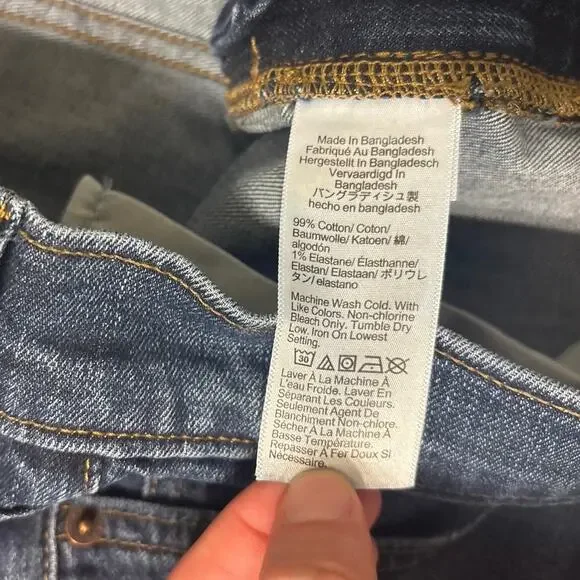 Made In Bangladesh
Fabriqué Au Bangladesh
Hergestellt In Bangladesch
Vervaardigd In
Bangladesh
バングラディシュ製
hecho en bangladesh
99% Cotton/ Coton/
Baumwolle/ Katoen/ 綿/
algodón
1% Elastane/ Élasthanne/
Elastan/ Elastaan/ ポリウレ
タン/ elastano
Machine Wash Cold. With
Like Colors. Non-chlorine
Bleach Only. Tumble Dry
Low. Iron On Lowest
Setting.
30
Laver À La Machine À
L'eau Froide. Laver En
Séparant Les Couleurs.
Seulement Agent De
Blanchiment Non-chlore.
Sécher À La Machine À
Basse Température.
Repasser À Fer Doux Si
Nécessaire.